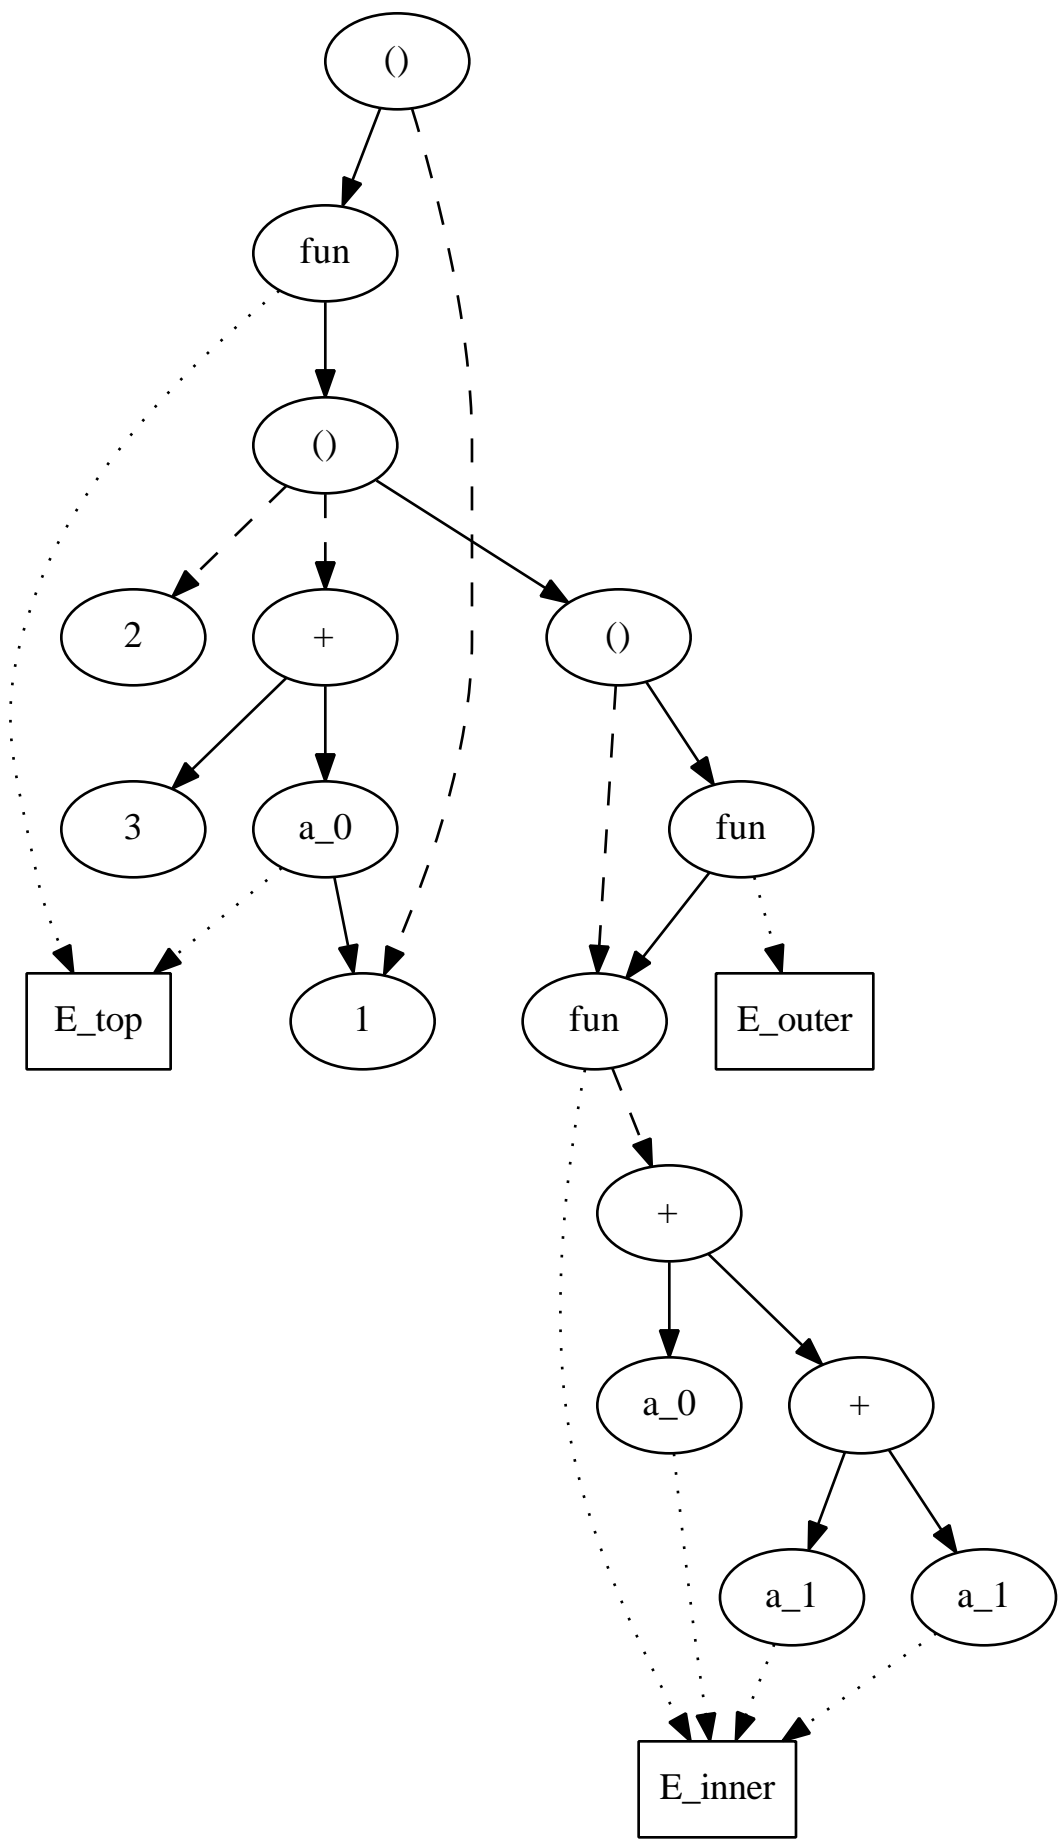 ()
fun
()
2
+
()
3
a_0
fun
E_top
1
fun
E_outer
+
a_0
+
a_1
a_1
E_inner